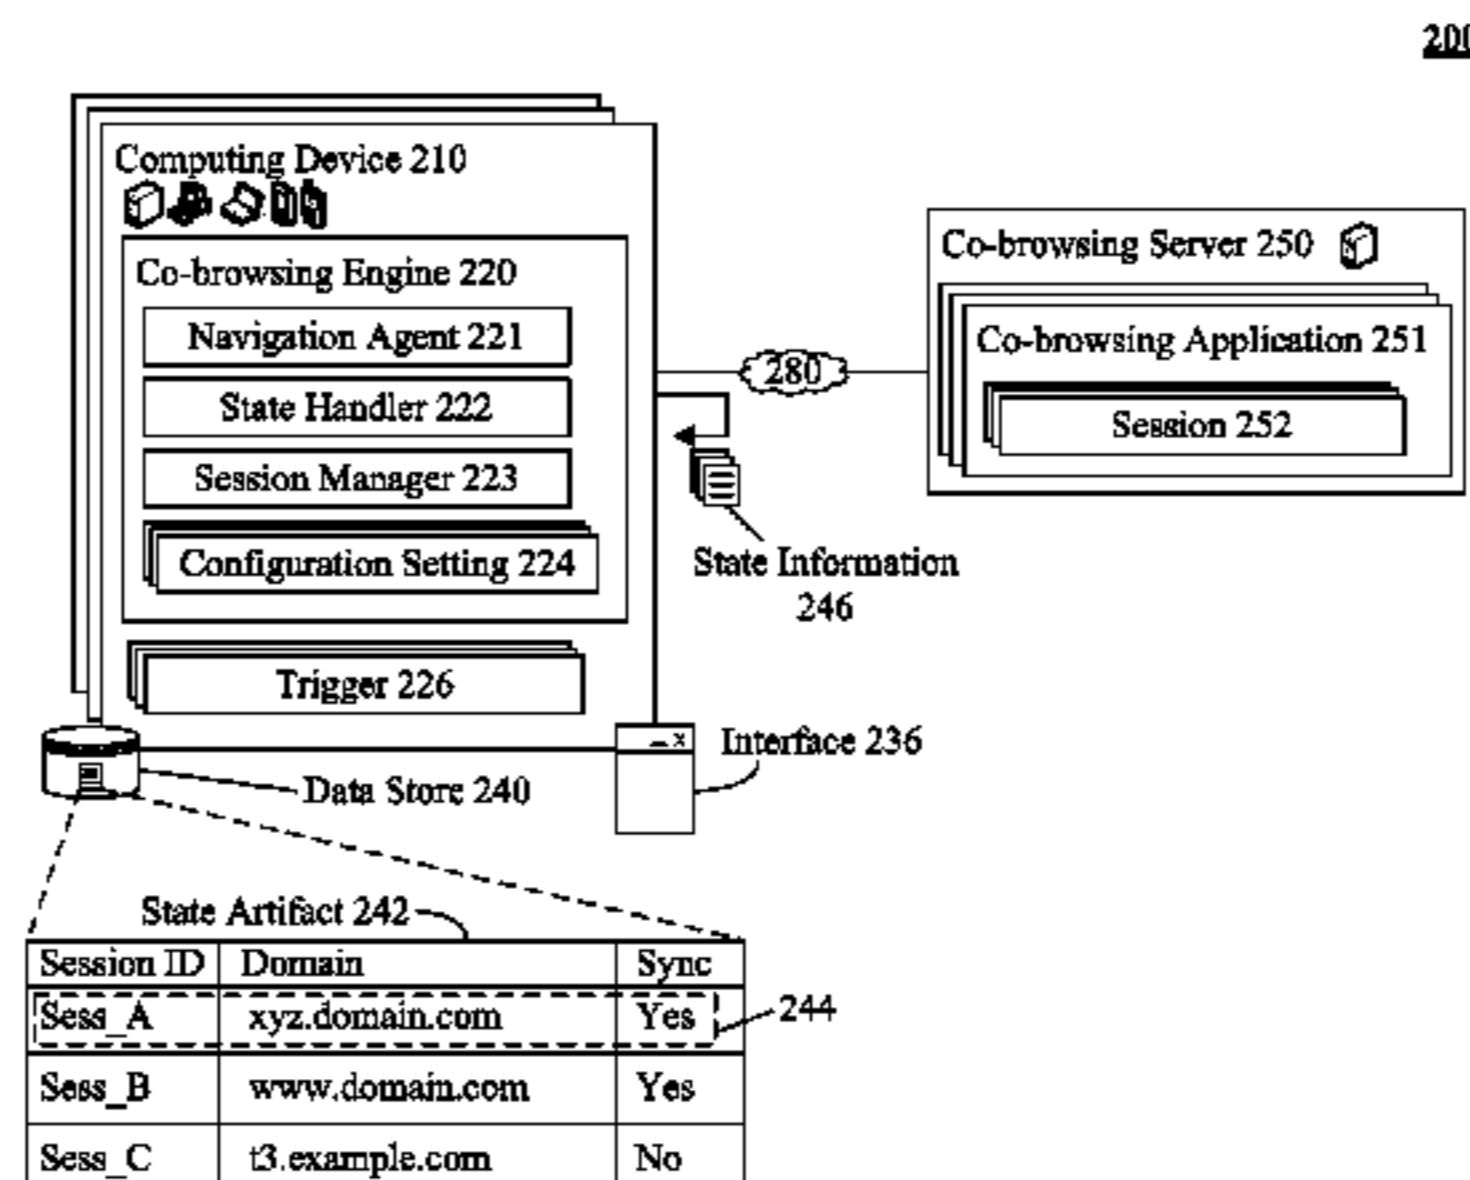 200
Computing Device 210
Co-browsing Engine 220
Navigation Agent 221
State Handler 222
Session Manager 223
Configuration Setting 224
Trigger 226
Co-browsing Server 250
Co-browsing Application 251
Session 252
280
State Information
246
Interface 236
Data Store 240
State Artifact 242
Session ID Domain Sync
Sess_A xyz.domain.com Yes
244
Sess_B www.domain.com Yes
Sess_C t3.example.com No